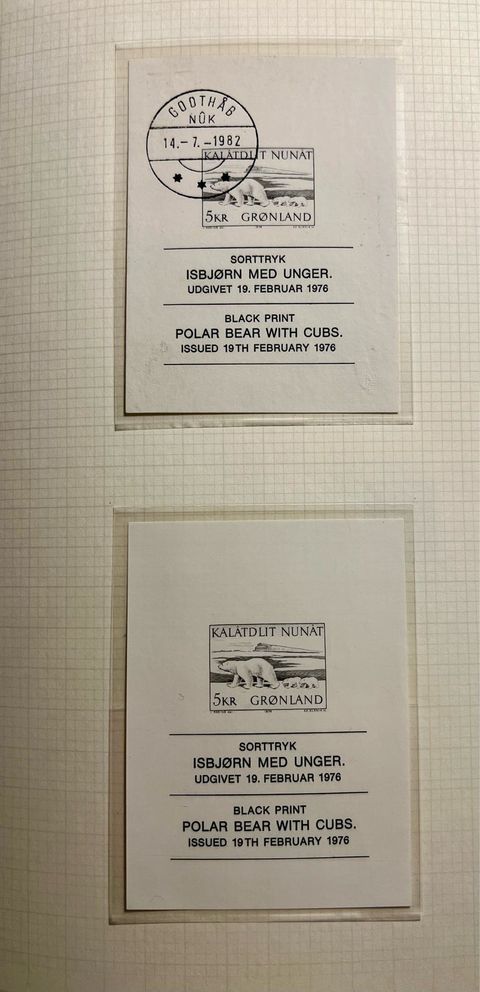 GODTHÅB
NÛK
14.-7.-1982
KALÂTDLIT NUNÂT
5KR GRØNLAND
SORTTRYK
ISBJØRN MED UNGER.
UDGIVET 19. FEBRUAR 1976
BLACK PRINT
POLAR BEAR WITH CUBS.
ISSUED 19TH FEBRUARY 1976
KALÂTDLIT NUNÂT
5KR GRØNLAND
SORTTRYK
ISBJØRN MED UNGER.
UDGIVET 19. FEBRUAR 1976
BLACK PRINT
POLAR BEAR WITH CUBS.
ISSUED 19TH FEBRUARY 1976